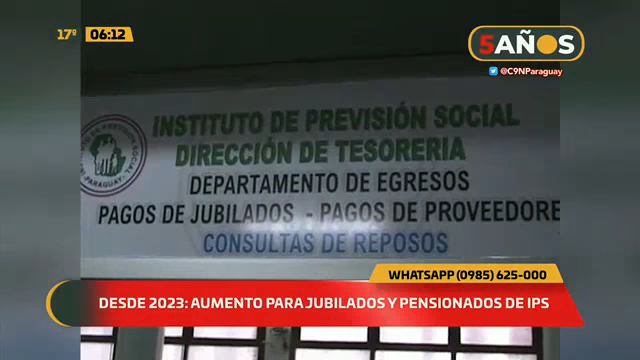 17º 06:12
5AÑOS
@C9NParaguay
INSTITUTO DE PREVISIÓN SOCIAL
DIRECCIÓN DE TESORERIA
DEPARTAMENTO DE EGRESOS
PAGOS DE JUBILADOS - PAGOS DE PROVEEDORE
CONSULTAS DE REPOSOS
WHATSAPP (0985) 625-000
DESDE 2023: AUMENTO PARA JUBILADOS Y PENSIONADOS DE IPS